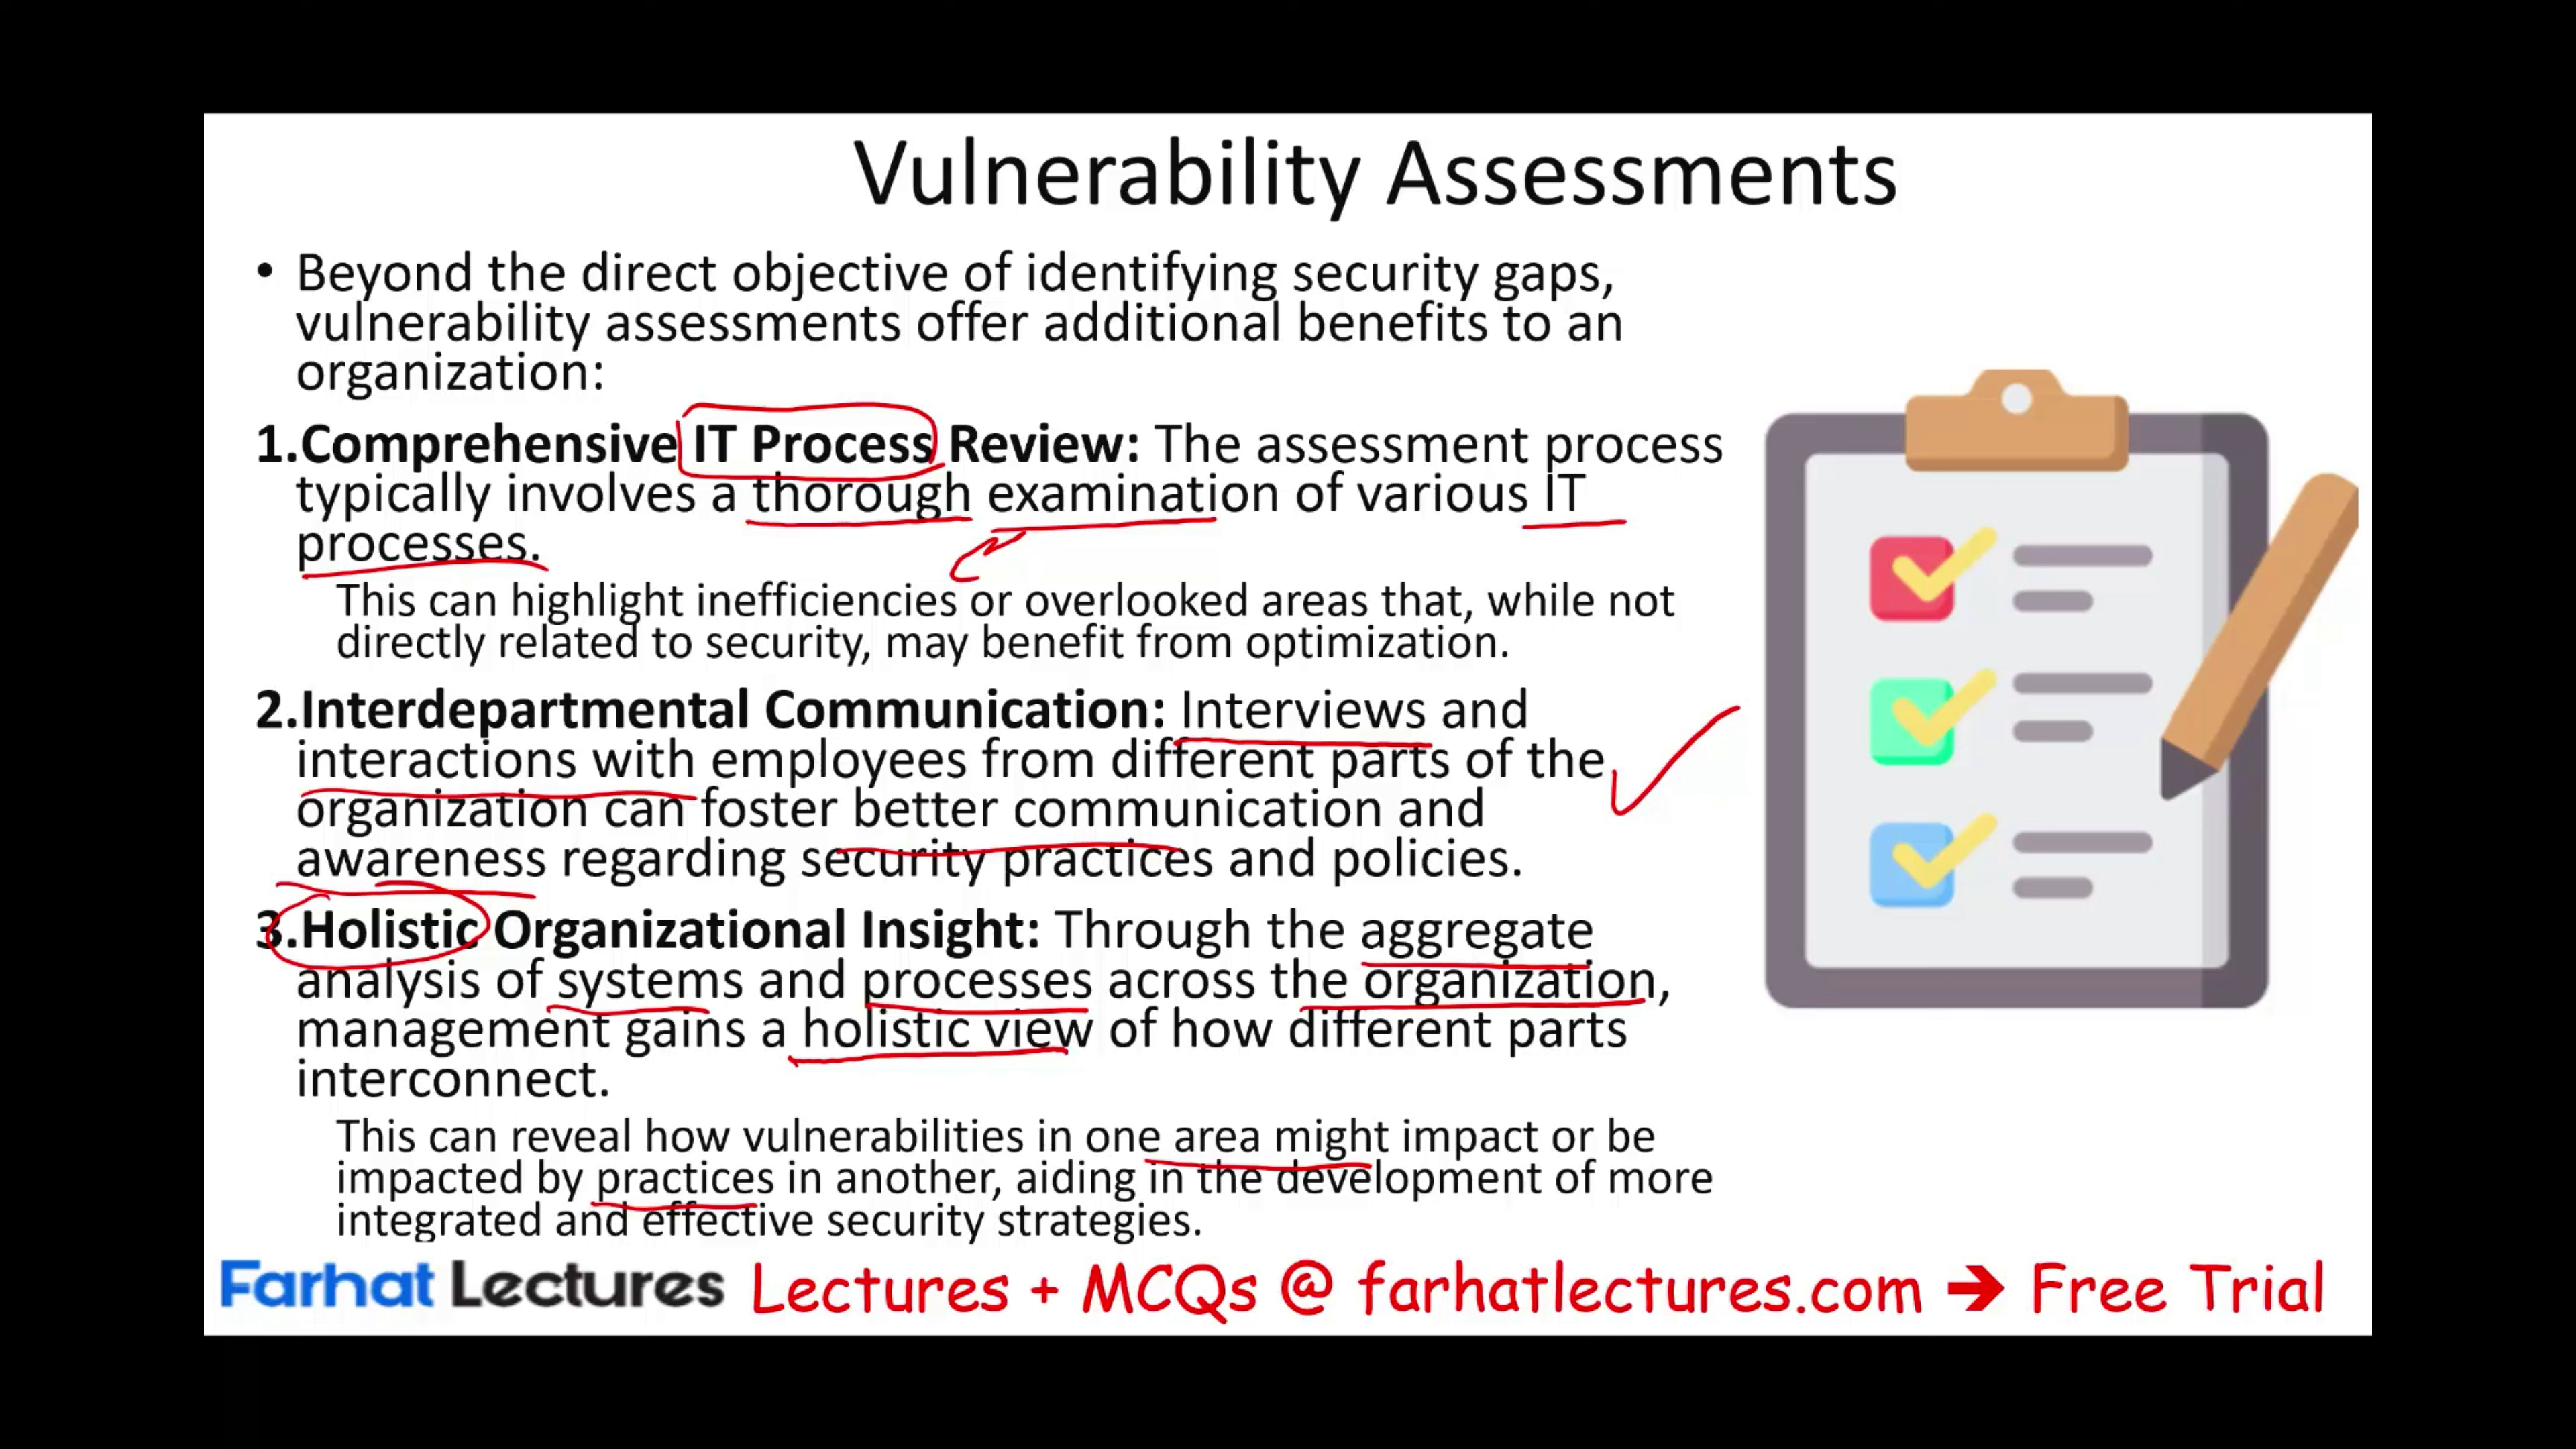 Vulnerability Assessments
• Beyond the direct objective of identifying security gaps,
vulnerability assessments offer additional benefits to an
organization:
1.Comprehensive IT Process Review: The assessment process
typically involves a thorough examination of various IT
processes.
This can highlight inefficiencies or overlooked areas that, while not
directly related to security, may benefit from optimization.
2.Interdepartmental Communication: Interviews and
interactions with employees from different parts of the
organization can foster better communication and
awareness regarding security practices and policies.
3.Holistic Organizational Insight: Through the aggregate
analysis of systems and processes across the organization,
management gains a holistic view of how different parts
interconnect.
This can reveal how vulnerabilities in one area might impact or be
impacted by practices in another, aiding in the development of more
integrated and effective security strategies.
Farhat Lectures Lectures + MCQs @ farhatlectures.com ➔ Free Trial